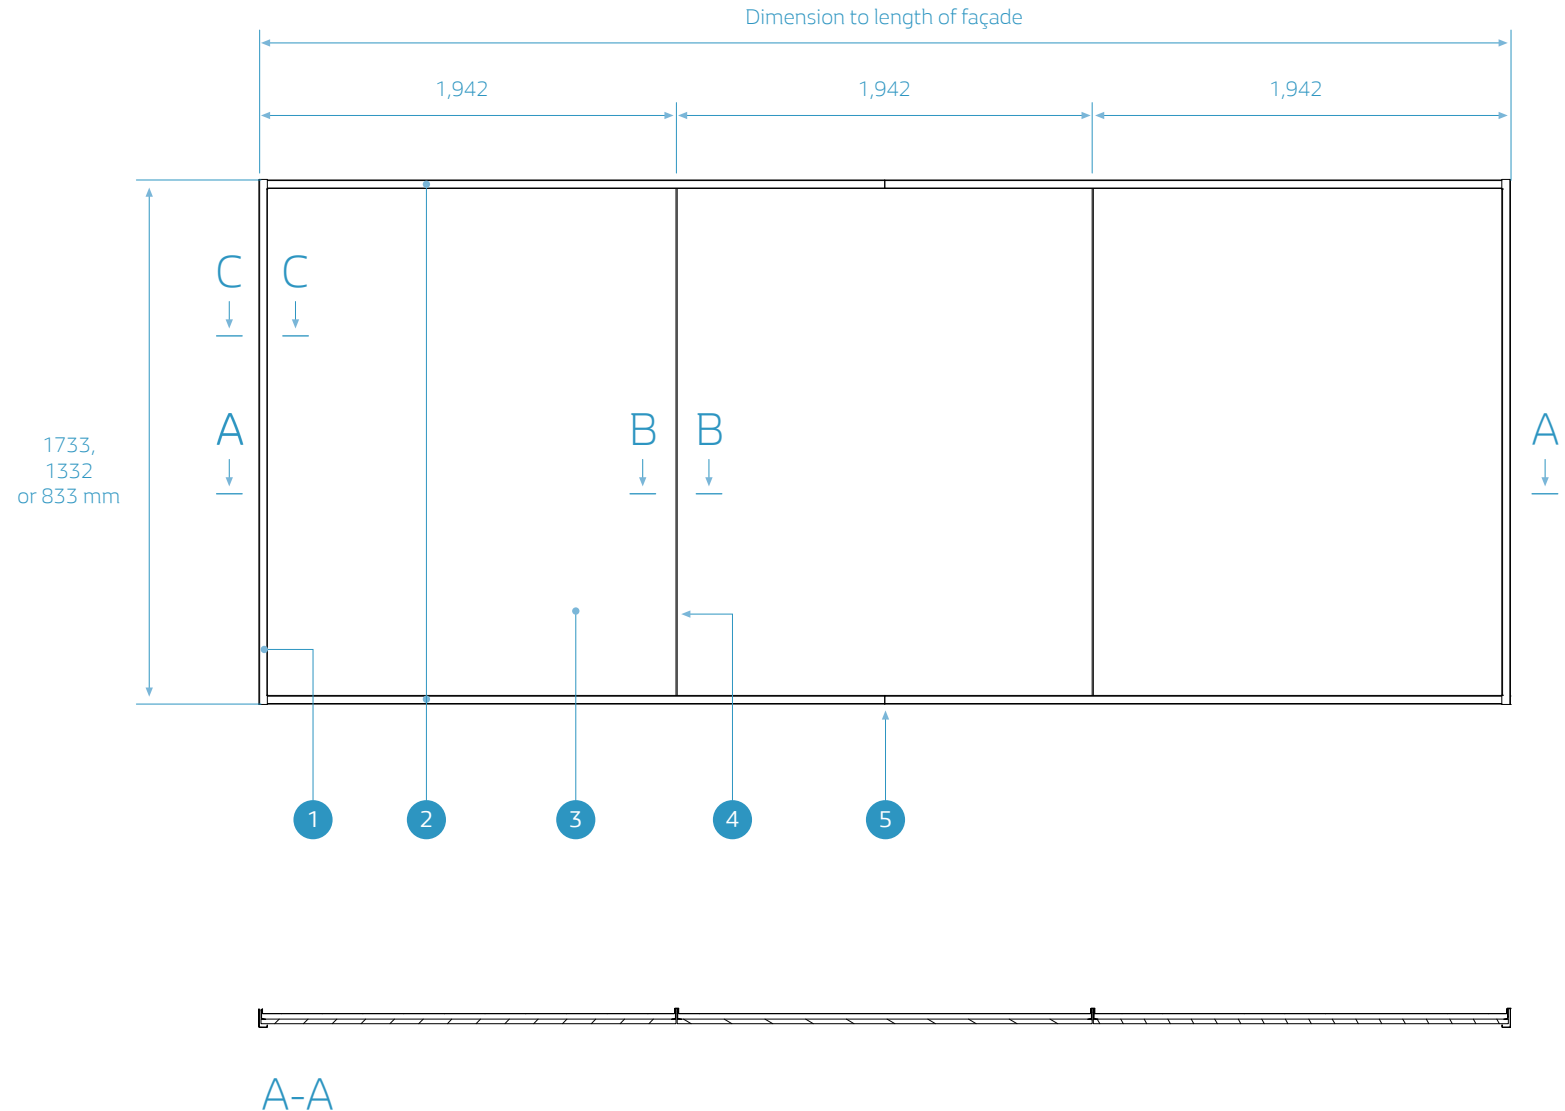 Dimension to length of façade
1,942 1,942 1,942
C C
A B B A
1733,
1332
or 833 mm
1 2 3 4 5
A-A